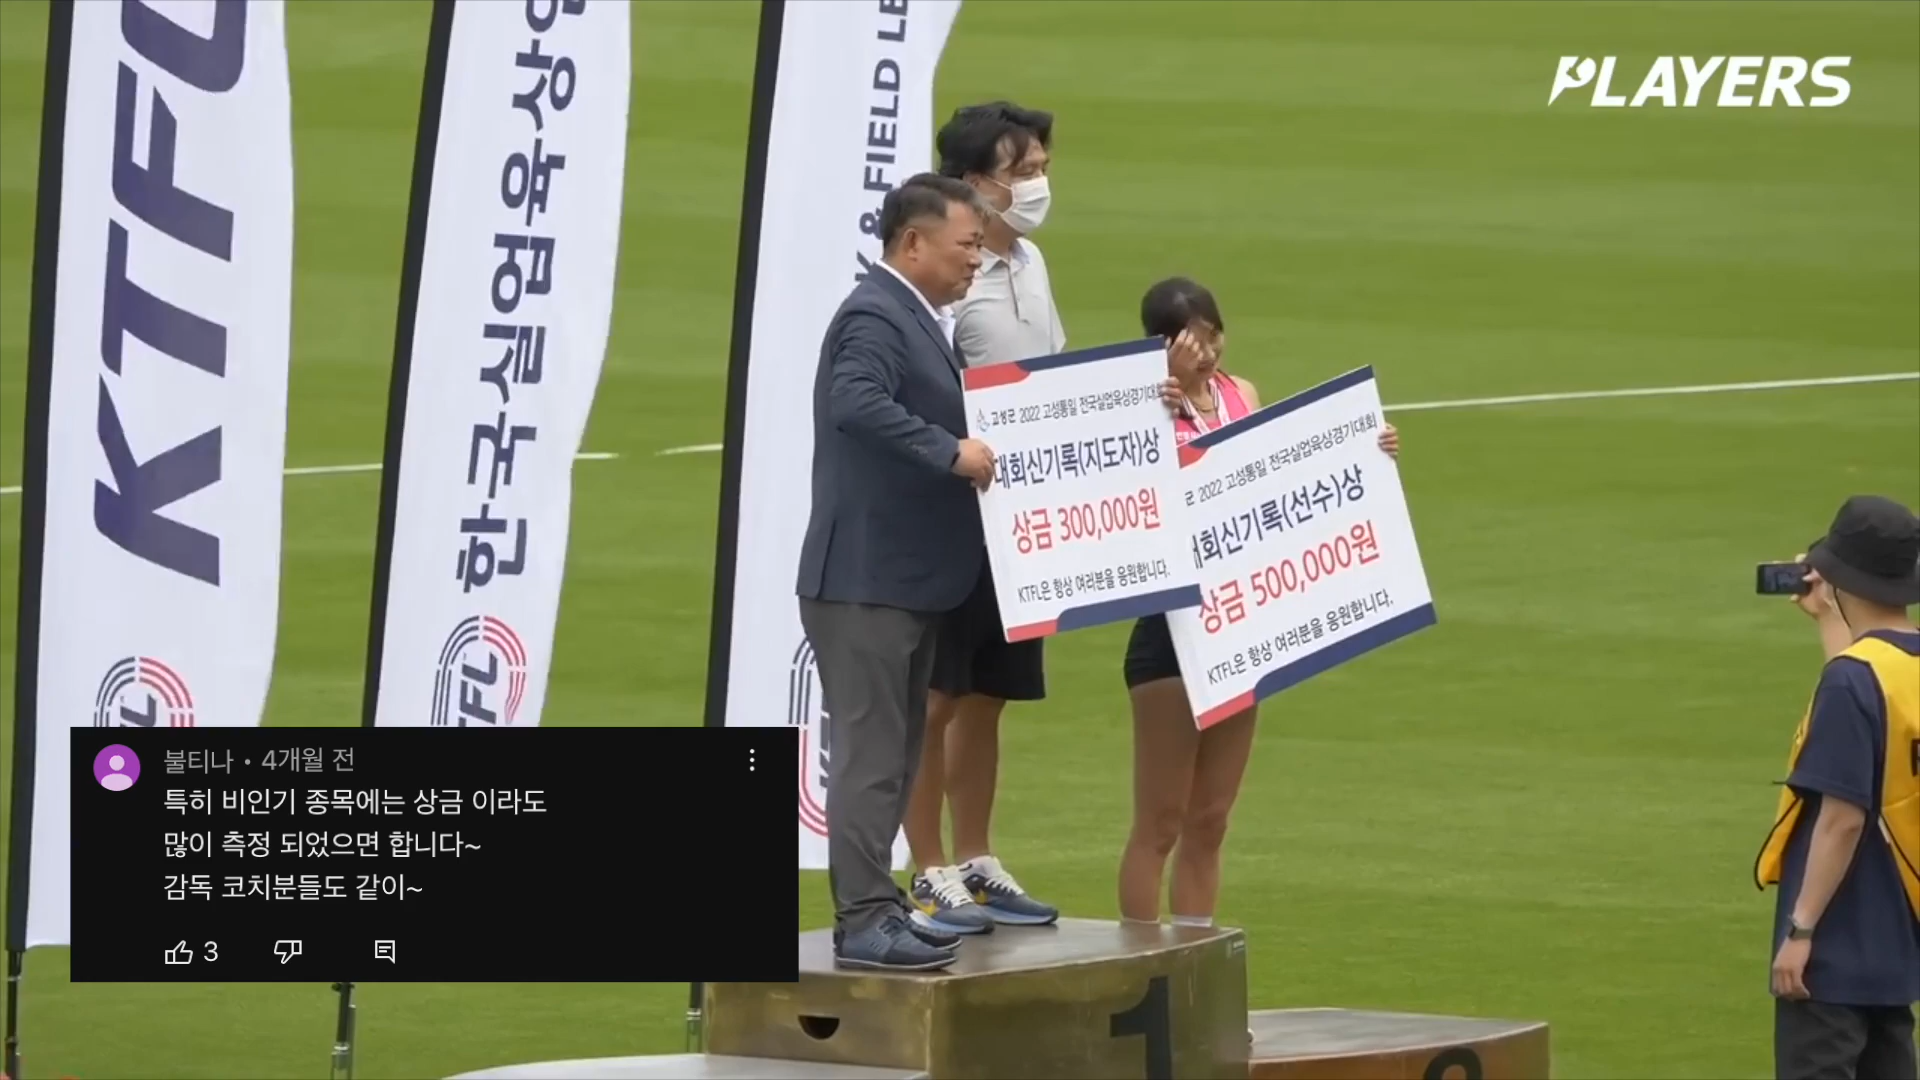 PLAYERS
KTFL
한국실업육상연
& FIELD LE
고성군 2022 고성통일 전국실업육상경기대회
대회신기록(지도자)상
상금 300,000원
KTFL은 항상 여러분을 응원합니다.
2022 고성통일 전국실업육상경기대회
대회신기록(선수)상
상금 500,000원
KTFL은 항상 여러분을 응원합니다.
불티나 • 4개월 전
특히 비인기 종목에는 상금 이라도
많이 측정 되었으면 합니다~
감독 코치분들도 같이~
3
1